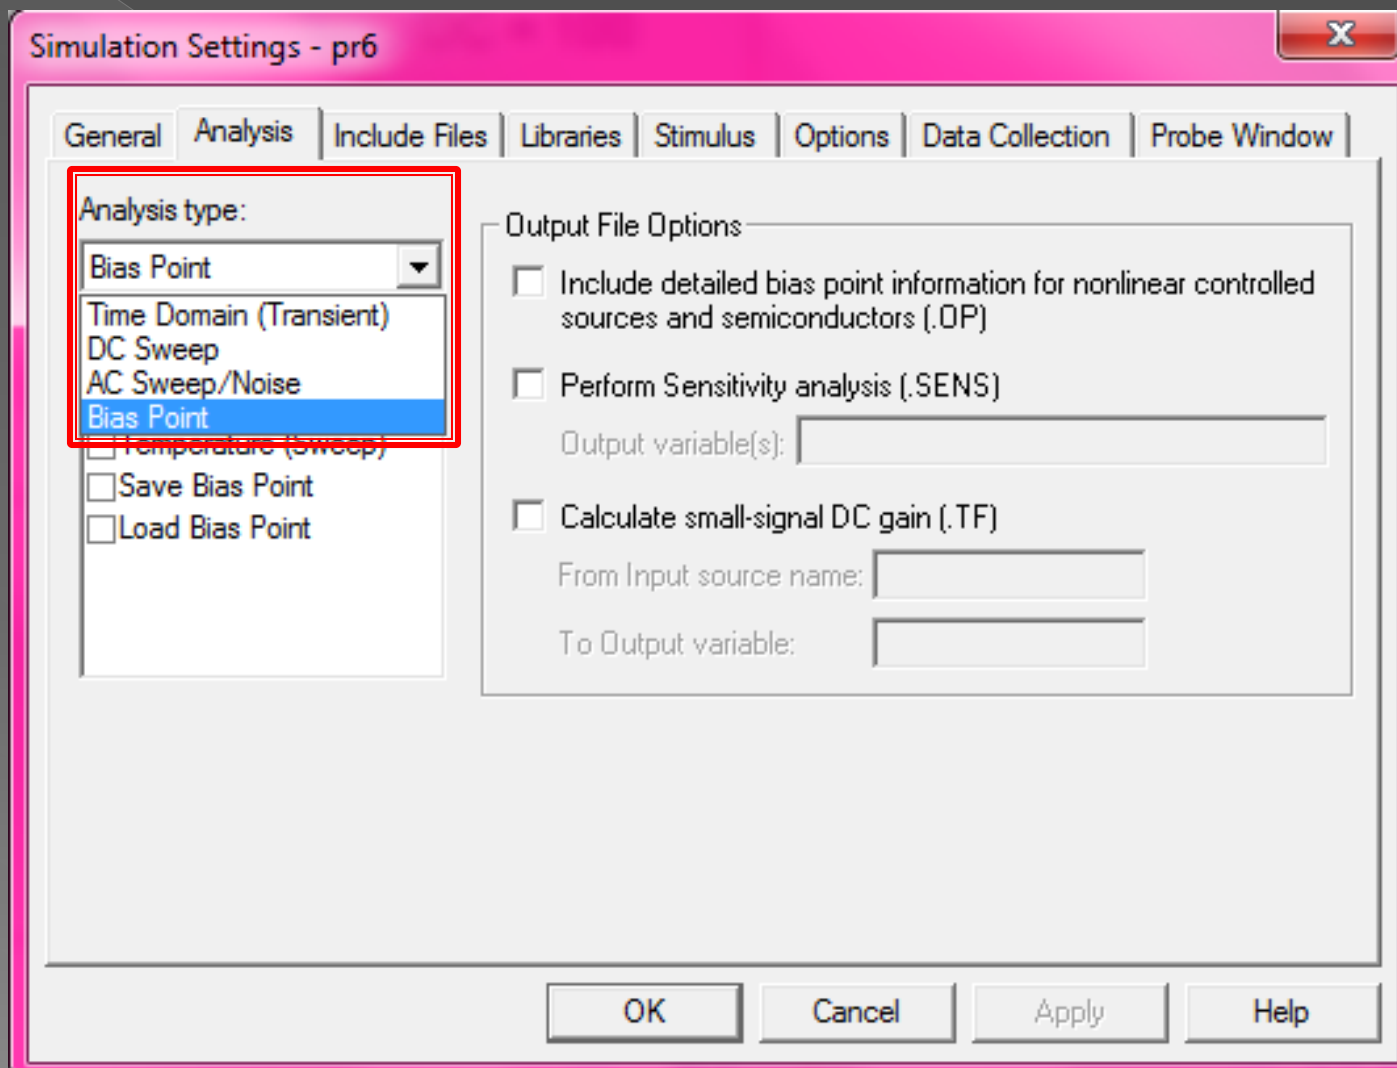 Simulation Settings - pr6
General
Analysis
Include Files
Libraries
Stimulus
Options
Data Collection
Probe Window
Analysis type:
Bias Point
Time Domain (Transient)
DC Sweep
AC Sweep/Noise
Bias Point
Temperature (Sweep)
Save Bias Point
Load Bias Point
Output File Options
Include detailed bias point information for nonlinear controlled
sources and semiconductors (.OP)
Perform Sensitivity analysis (.SENS)
Output variable(s):
Calculate small-signal DC gain (.TF)
From Input source name:
To Output variable:
OK
Cancel
Apply
Help